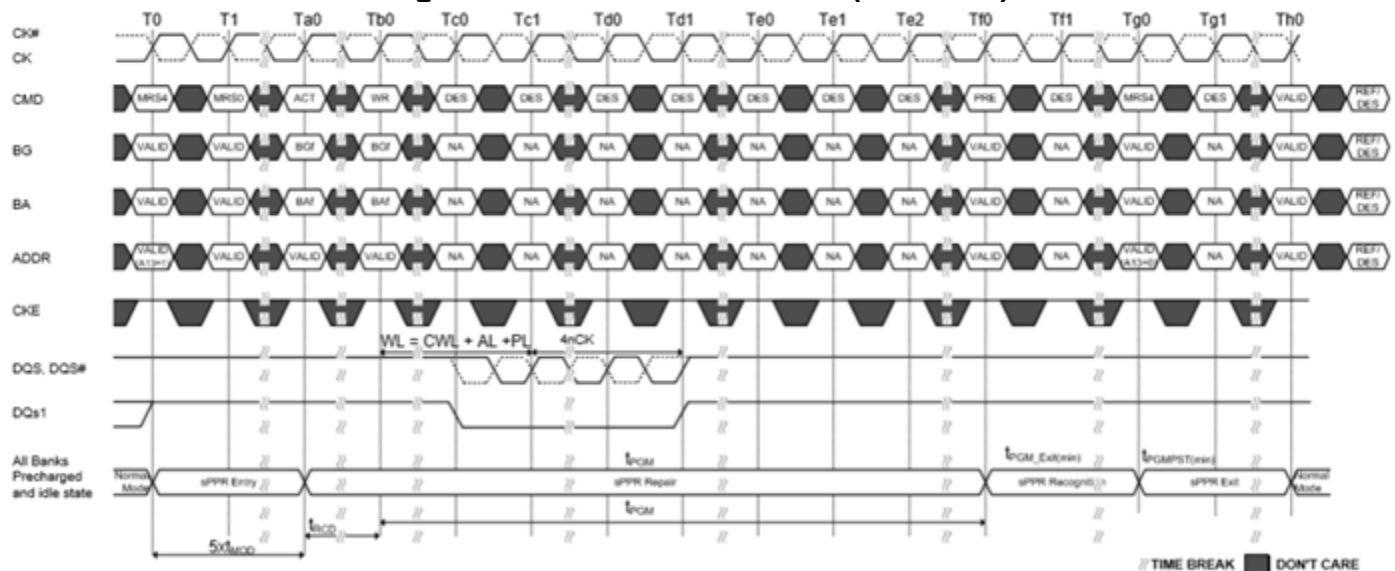 T0 T1 Ta0 Tb0 Tc0 Tc1 Td0 Td1 Te0 Te1 Te2 Tf0 Tf1 Tg0 Tg1 Th0
CK#
CK
CMD MRS4 MRS0 ACT WR DES DES DES DES DES DES DES PRE DES MRS4 DES VALID REF/
DES
BG VALID VALID BGf BGf NA NA NA NA NA NA NA VALID NA VALID NA VALID REF/
DES
BA VALID VALID BAf BAf NA NA NA NA NA NA NA VALID NA VALID NA VALID REF/
DES
ADDR VALID (A13=1) VALID VALID VALID NA NA NA NA NA NA NA VALID NA VALID (A13=0) NA VALID REF/
DES
CKE
WL = CWL + AL +PL 4nCK
DQS, DQS#
DQs1
All Banks
Precharged
and idle state
Normal
Mode
sPPR Entry
tPGM
sPPR Repair
tPGM_Exit(min)
sPPR Recognition
tPGMPST(min)
sPPR Exit
Normal
Mode
tRCD
tPGM
5xtMOD
TIME BREAK DON'T CARE